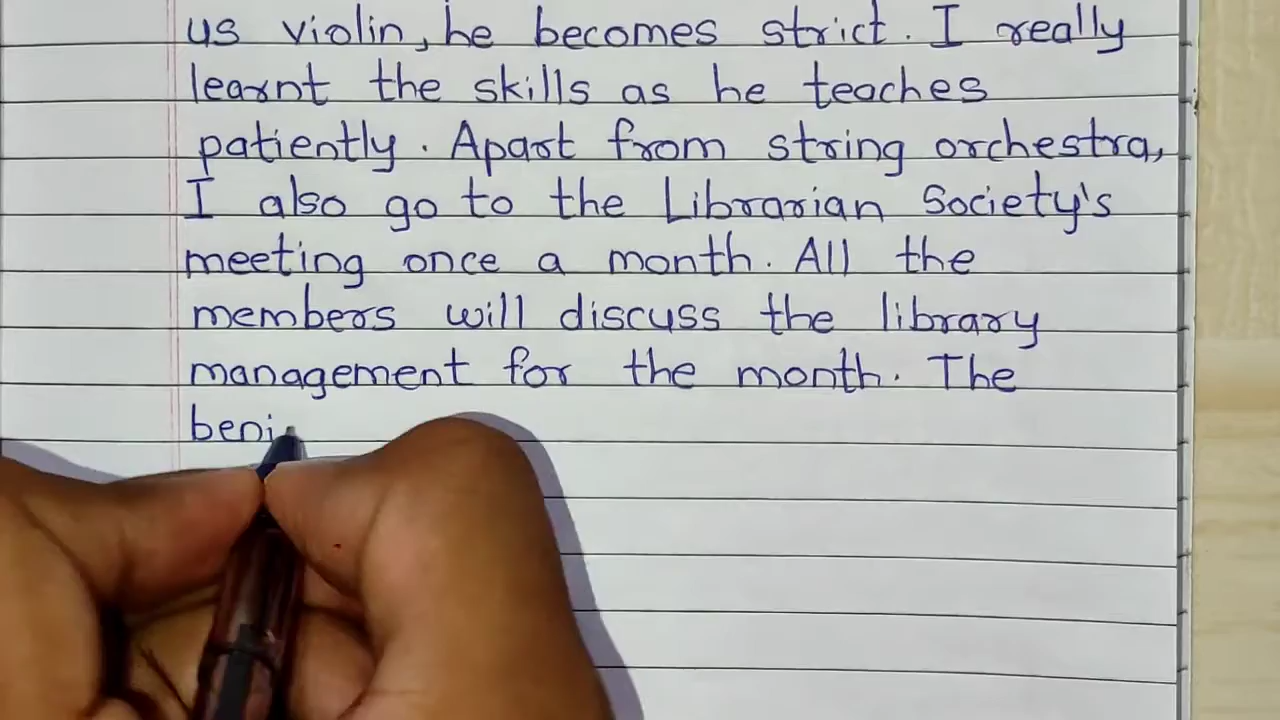 us violin, he becomes strict. I really
learnt the skills as he teaches
patiently. Apart from string orchestra,
I also go to the Librarian Society's
meeting once a month. All the
members will discuss the library
management for the month. The
beni